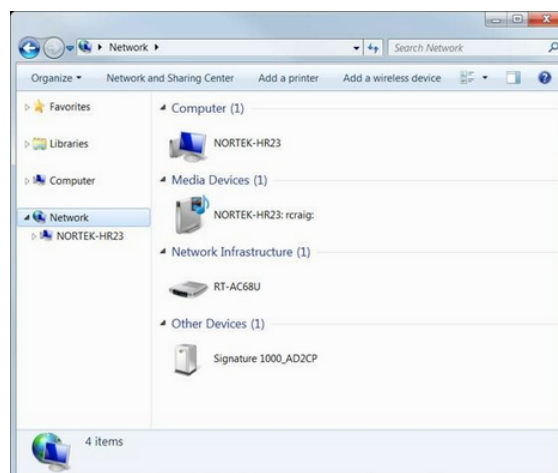 Network
Search Network
Organize
Network and Sharing Center
Add a printer
Add a wireless device
Favorites
Libraries
Computer
Network
NORTEK-HR23
Computer (1)
NORTEK-HR23
Media Devices (1)
NORTEK-HR23: rcraig:
Network Infrastructure (1)
RT-AC68U
Other Devices (1)
Signature 1000_AD2CP
4 items